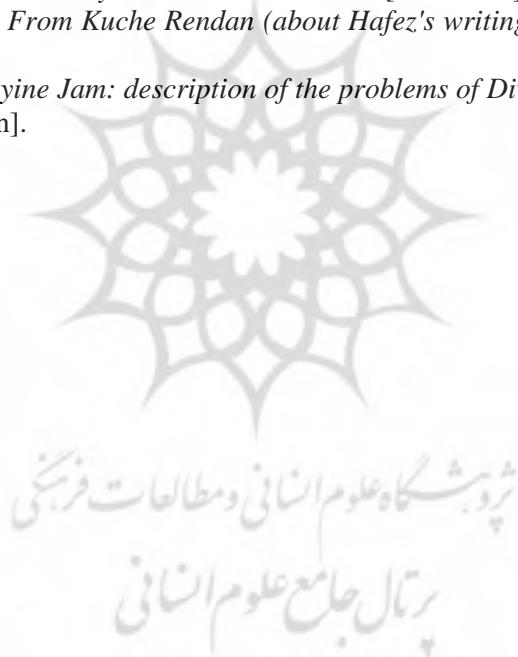 From Kuche Rendan (about Hafez's writing
yine Jam: description of the problems of Di
n].
پژوهشگاه علوم انسانی و مطالعات فرهنگی
پرتال جامع علوم انسانی